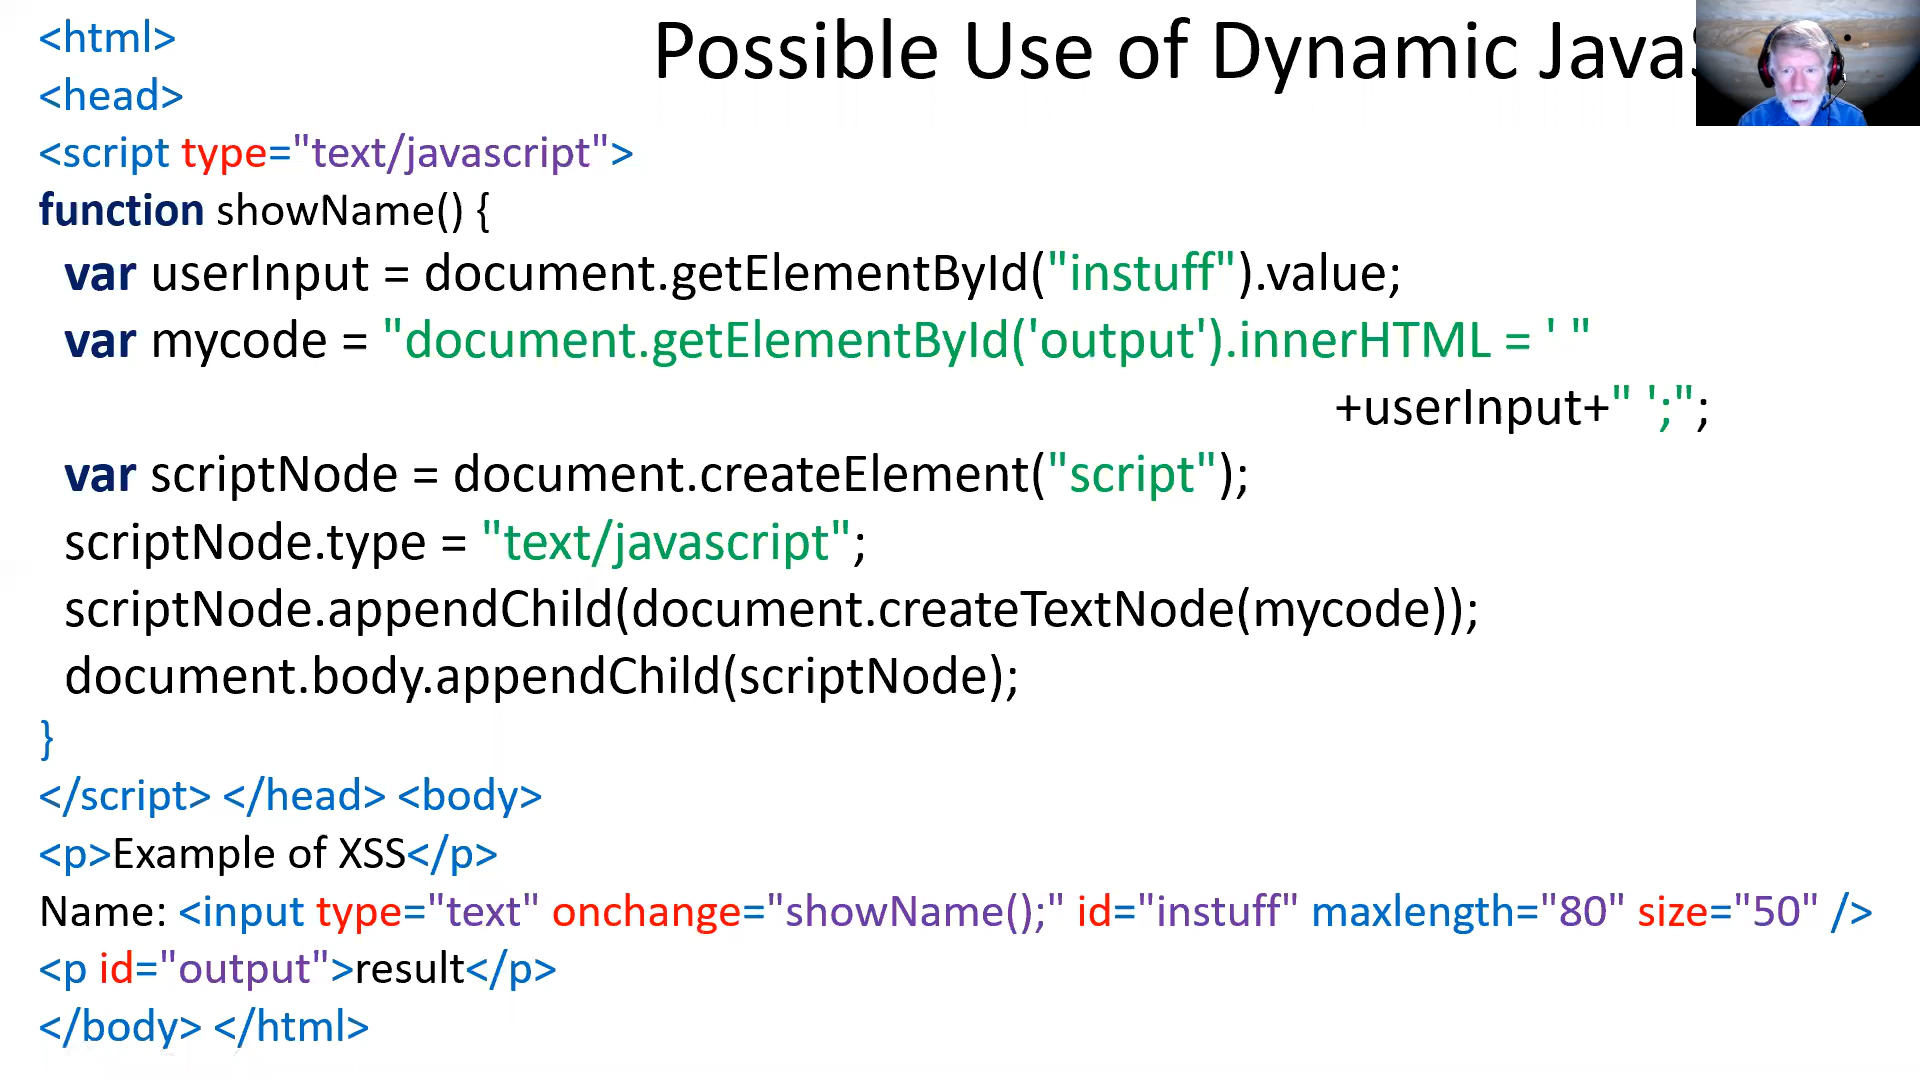 Possible Use of Dynamic Java
<html>
<head>
<script type="text/javascript">
function showName() {
var userInput = document.getElementById("instuff").value;
var mycode = "document.getElementById('output').innerHTML = ' "
+userInput+" ';";
var scriptNode = document.createElement("script");
scriptNode.type = "text/javascript";
scriptNode.appendChild(document.createTextNode(mycode));
document.body.appendChild(scriptNode);
}
</script> </head> <body>
<p>Example of XSS</p>
Name: <input type="text" onchange="showName();" id="instuff" maxlength="80" size="50" />
<p id="output">result</p>
</body> </html>